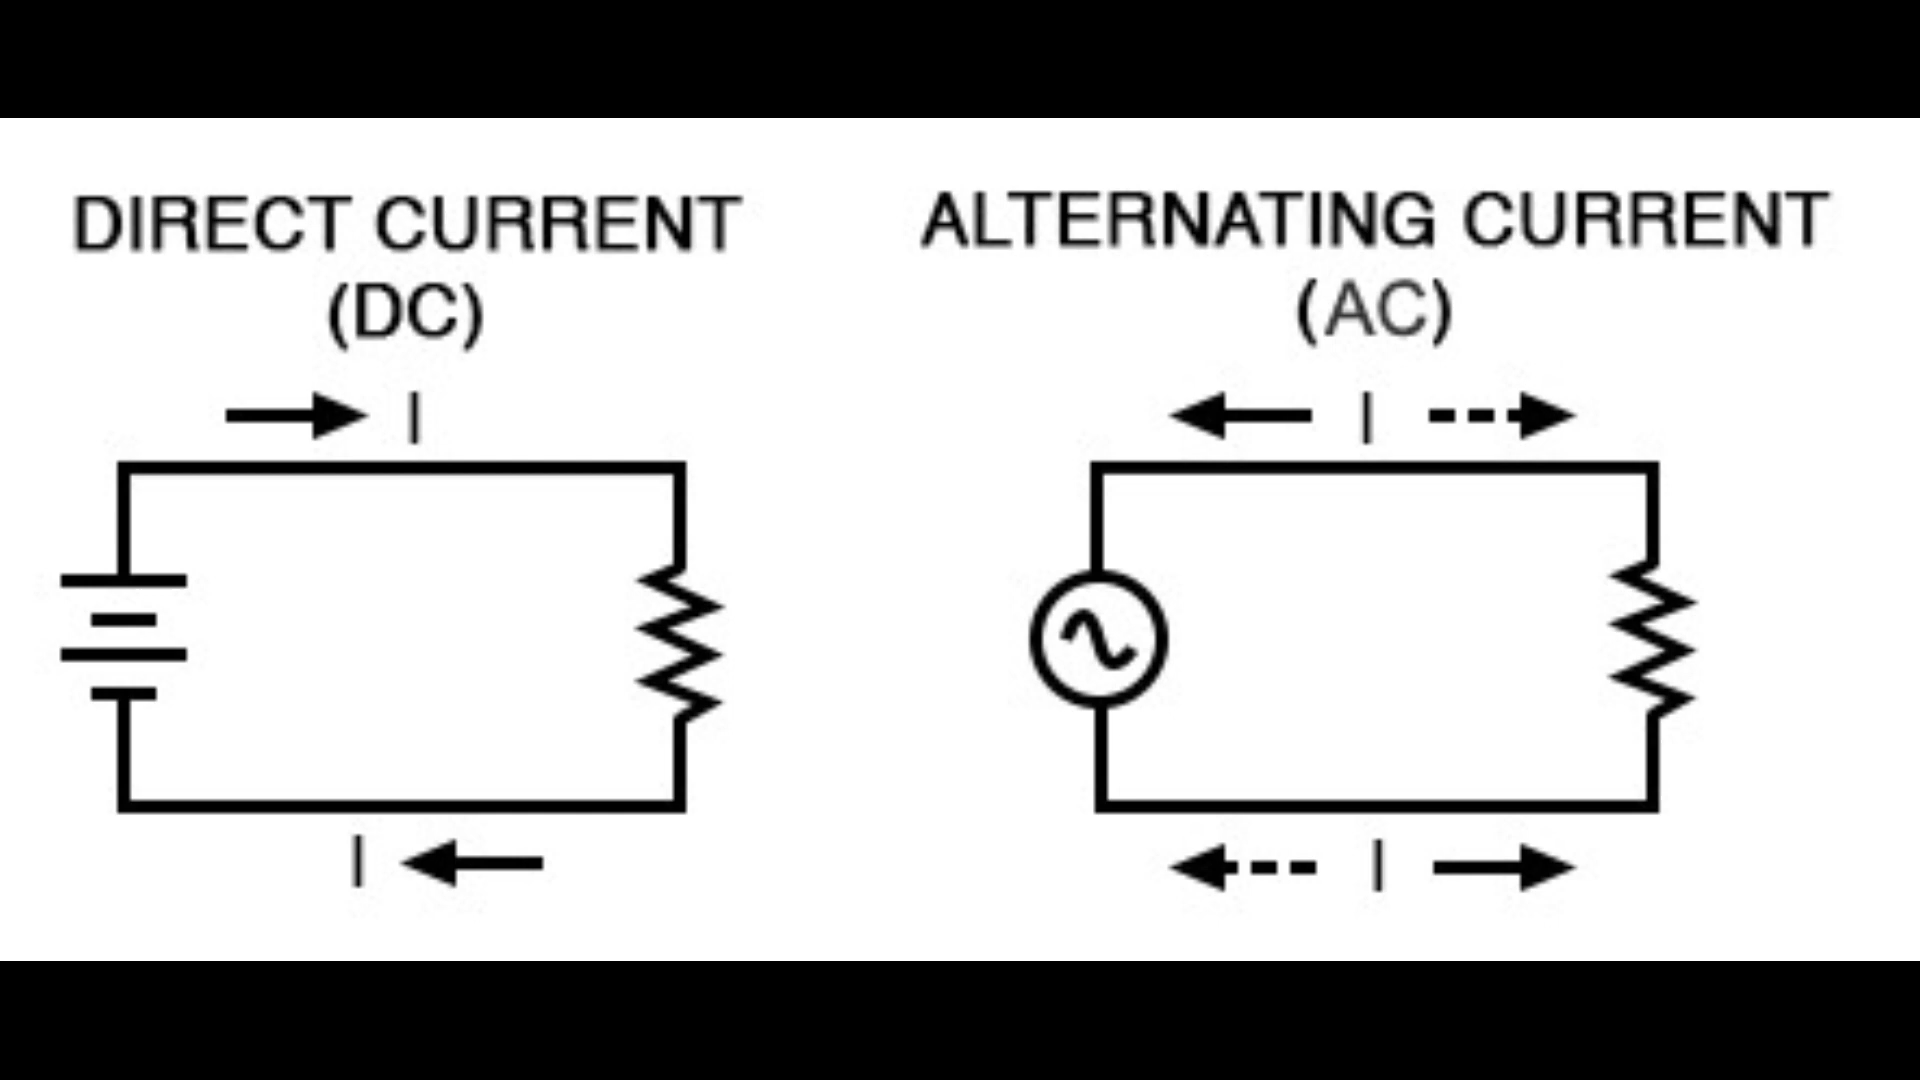 DIRECT CURRENT
(DC)
I
I
ALTERNATING CURRENT
(AC)
I
I